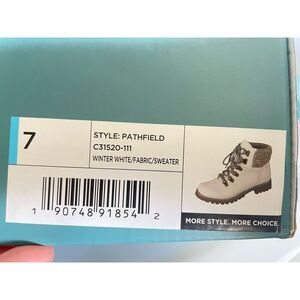 7
STYLE: PATHFIELD
C31520-111
WINTER WHITE/FABRIC/SWEATER
1 90748 91854 2
MORE STYLE. MORE CHOICE